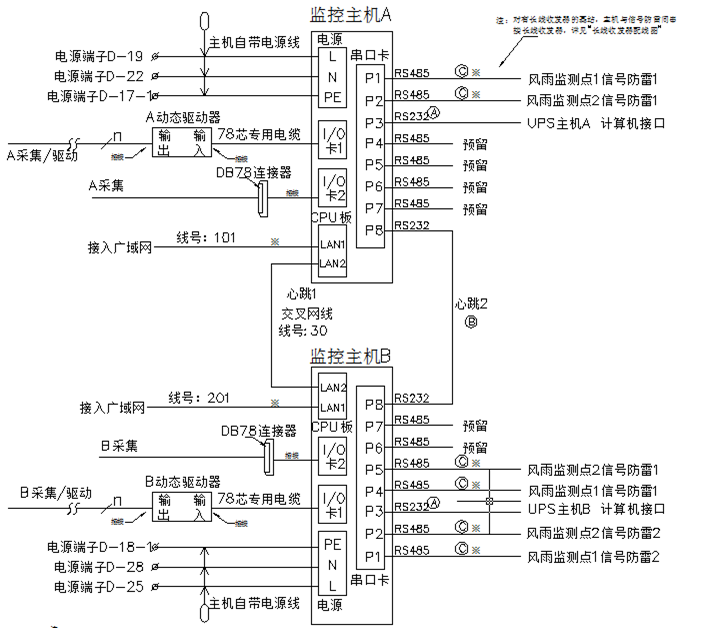 监控主机A
注：对有长线收发器的基站，主机与信号防雷间串
接长线收发器，详见"长线收发器配线图"
主机自带电源线
电源
串口卡
电源端子D-19
L
P1 RS485 C ※ 风雨监测点1信号防雷1
电源端子D-22
N
P2 RS485 C ※ 风雨监测点2信号防雷1
电源端子D-17-1
PE
P3 RS232 A UPS主机A 计算机接口
A动态驱动器
78芯专用电缆
n
输出
输入
I/O卡1
P4 RS485 预留
A采集/驱动
DB78连接器
P5 RS485 预留
A采集
I/O卡2
P6 RS485 预留
P7 RS485 预留
CPU板
P8 RS232
线号：101
接入广域网
※
LAN1
LAN2
心跳1
交叉网线
线号:30
心跳2
B
监控主机B
LAN2
P8 RS232
线号：201
接入广域网
※
LAN1
CPU板
P7 RS485 预留
DB78连接器
B采集
I/O卡2
P6 RS485 预留
P5 RS485 C ※ 风雨监测点2信号防雷1
B动态驱动器
B采集/驱动
n
输出
输入
78芯专用电缆
I/O卡1
P4 RS485 C ※ 风雨监测点1信号防雷1
P3 RS232 A UPS主机B 计算机接口
P2 RS485 C ※ 风雨监测点2信号防雷2
电源端子D-18-1
PE
P1 RS485 C ※ 风雨监测点1信号防雷2
电源端子D-28
N
电源端子D-25
L
串口卡
主机自带电源线
电源